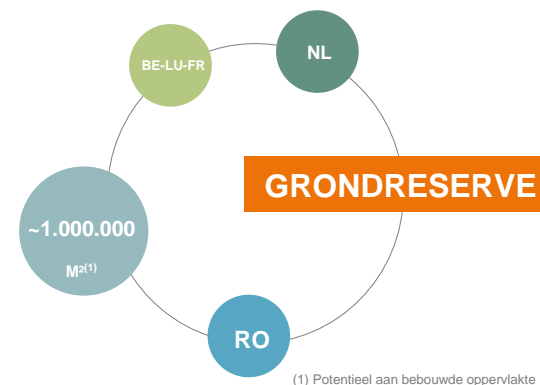 NL
BE-LU-FR
GRONDRESERVE
~1.000.000
M²⁽¹⁾
RO
(1) Potentieel aan bebouwde oppervlakte